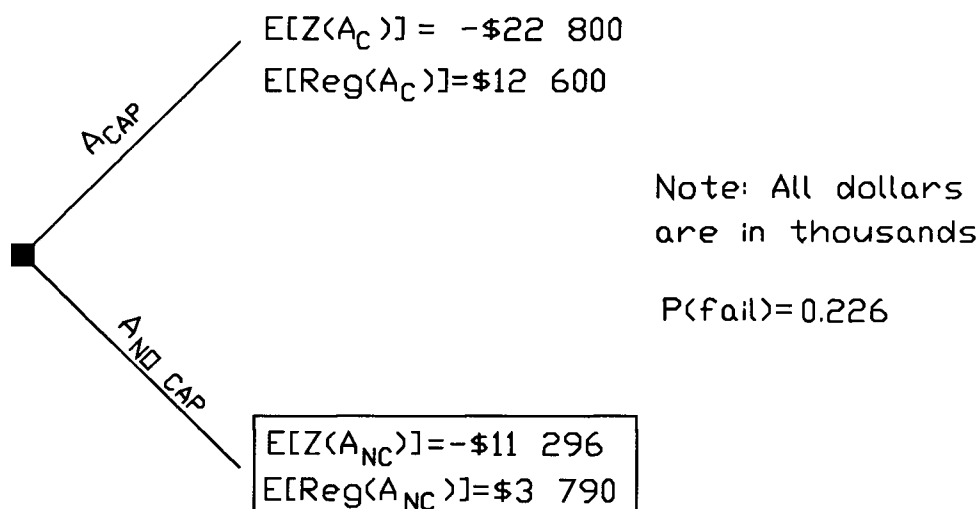 E[Z(A_C)] = -$22 800
E[Reg(A_C)]=$12 600
A_CAP
Note: All dollars
are in thousands
P(fail)=0.226
A_NO CAP
E[Z(A_NC)]=-$11 296
E[Reg(A_NC)]=$3 790